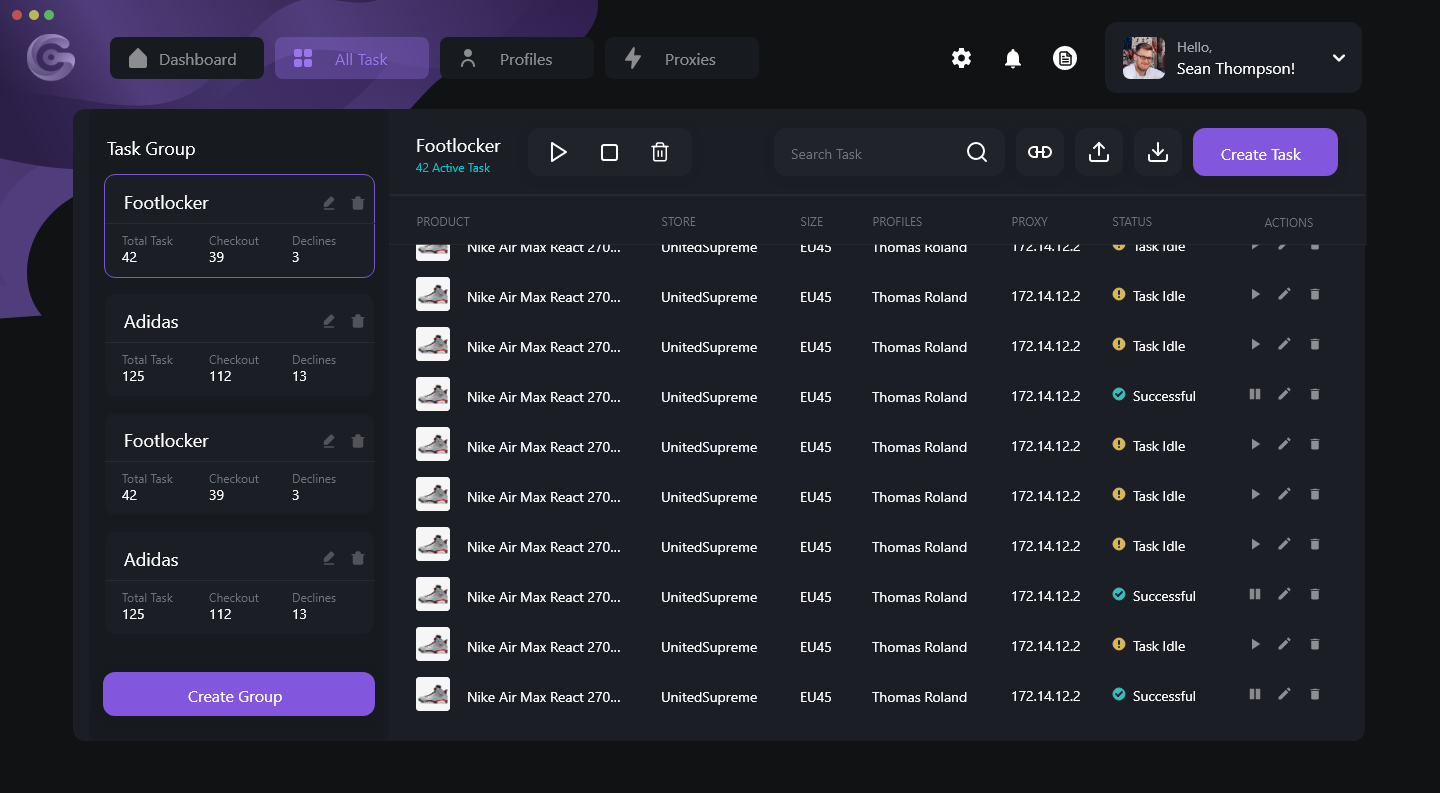 Dashboard
All Task
Profiles
Proxies
Hello,
Sean Thompson!
Task Group
Footlocker
Total Task Checkout Declines
42 39 3
Adidas
Total Task Checkout Declines
125 112 13
Footlocker
Total Task Checkout Declines
42 39 3
Adidas
Total Task Checkout Declines
125 112 13
Create Group
Footlocker
42 Active Task
Search Task
Create Task
PRODUCT STORE SIZE PROFILES PROXY STATUS ACTIONS
Nike Air Max React 270... UnitedSupreme EU45 Thomas Roland 172.14.12.2 Task Idle
Nike Air Max React 270... UnitedSupreme EU45 Thomas Roland 172.14.12.2 Task Idle
Nike Air Max React 270... UnitedSupreme EU45 Thomas Roland 172.14.12.2 Task Idle
Nike Air Max React 270... UnitedSupreme EU45 Thomas Roland 172.14.12.2 Successful
Nike Air Max React 270... UnitedSupreme EU45 Thomas Roland 172.14.12.2 Task Idle
Nike Air Max React 270... UnitedSupreme EU45 Thomas Roland 172.14.12.2 Task Idle
Nike Air Max React 270... UnitedSupreme EU45 Thomas Roland 172.14.12.2 Task Idle
Nike Air Max React 270... UnitedSupreme EU45 Thomas Roland 172.14.12.2 Successful
Nike Air Max React 270... UnitedSupreme EU45 Thomas Roland 172.14.12.2 Task Idle
Nike Air Max React 270... UnitedSupreme EU45 Thomas Roland 172.14.12.2 Successful